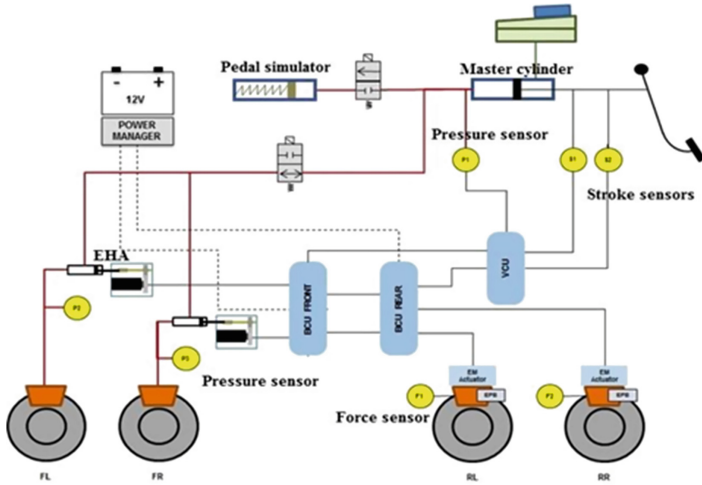 Pedal simulator
Master cylinder
- +
12V
POWER
MANAGER
Pressure sensor
P1
S1
S2
Stroke sensors
EHA
VCU
BCU FRONT
BCU REAR
P2
P3
Pressure sensor
EM
Actuator
EM
Actuator
F1
EPB
F2
EPB
Force sensor
FL
FR
RL
RR